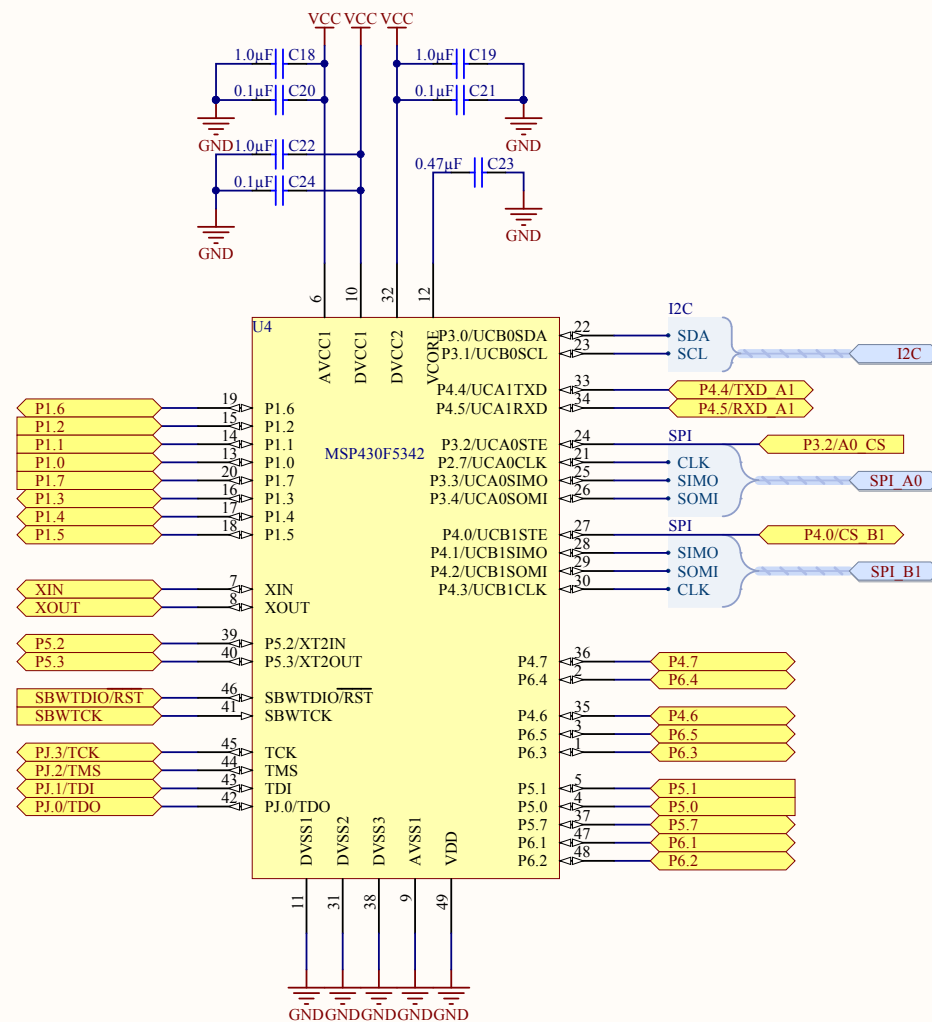 VCC VCC VCC
1.0µF C18 1.0µF C19
0.1µF C20 0.1µF C21
GND 1.0µF C22 GND
0.1µF C24 0.47µF C23
GND GND
6 10 32 12
U4
AVCC1 DVCC1 DVCC2 VCORE
MSP430F5342
P1.6 19 P1.6
P1.2 15 P1.2
P1.1 14 P1.1
P1.0 13 P1.0
P1.7 20 P1.7
P1.3 16 P1.3
P1.4 17 P1.4
P1.5 18 P1.5
XIN 7 XIN
XOUT 8 XOUT
P5.2 39 P5.2/XT2IN
P5.3 40 P5.3/XT2OUT
SBWTDIO/RST 46 SBWTDIO/RST
SBWTCK 41 SBWTCK
PJ.3/TCK 45 TCK
PJ.2/TMS 44 TMS
PJ.1/TDI 43 TDI
PJ.0/TDO 42 PJ.0/TDO
I2C
P3.0/UCB0SDA 22 SDA
P3.1/UCB0SCL 23 SCL I2C
P4.4/UCA1TXD 33 P4.4/TXD_A1
P4.5/UCA1RXD 34 P4.5/RXD_A1
P3.2/UCA0STE 24 SPI P3.2/A0_CS
P2.7/UCA0CLK 21 CLK
P3.3/UCA0SIMO 25 SIMO SPI_A0
P3.4/UCA0SOMI 26 SOMI
P4.0/UCB1STE 27 SPI P4.0/CS_B1
P4.1/UCB1SIMO 28 SIMO
P4.2/UCB1SOMI 29 SOMI SPI_B1
P4.3/UCB1CLK 30 CLK
P4.7 36 P4.7
P6.4 2 P6.4
P4.6 35 P4.6
P6.5 3 P6.5
P6.3 1 P6.3
P5.1 5 P5.1
P5.0 4 P5.0
P5.7 37 P5.7
P6.1 47 P6.1
P6.2 48 P6.2
DVSS1 DVSS2 DVSS3 AVSS1 VDD
11 31 38 9 49
GND GND GND GND GND